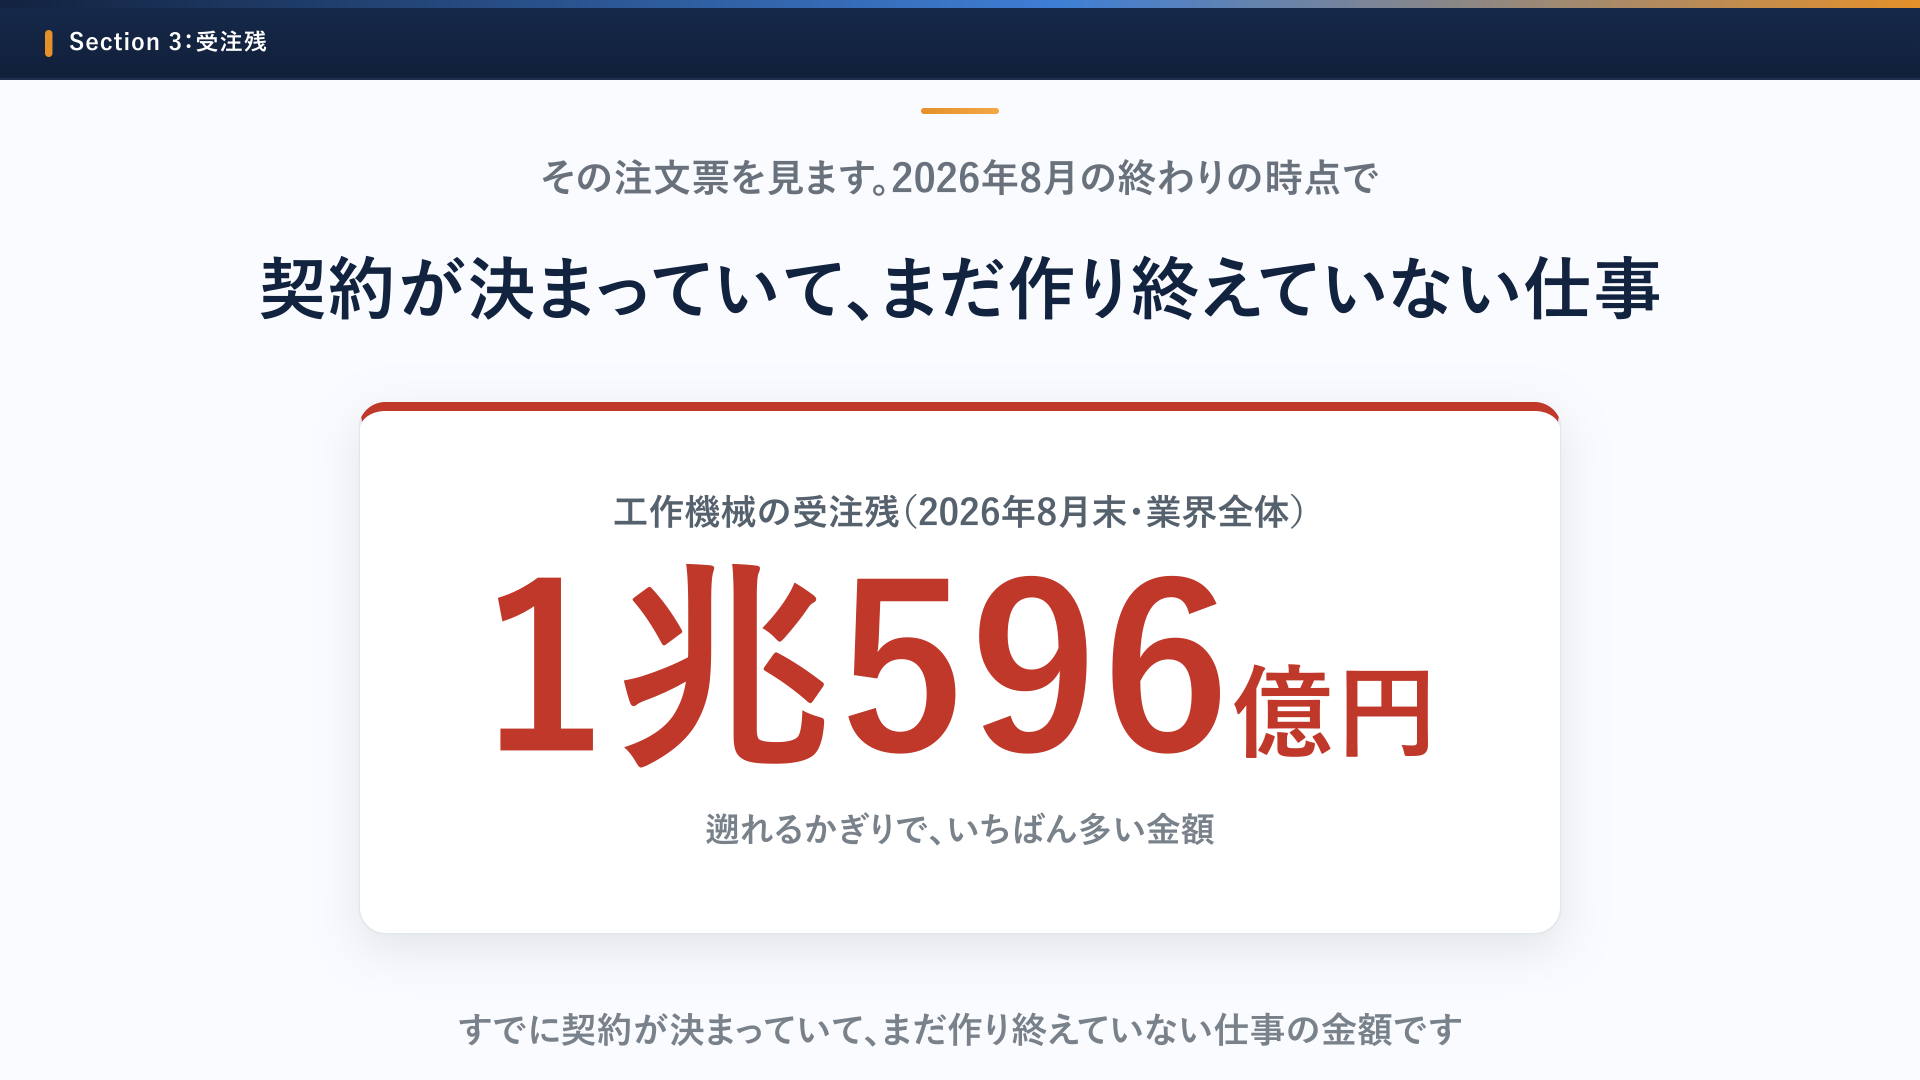 Section 3：受注残
その注文票を見ます。2026年8月の終わりの時点で
契約が決まっていて、まだ作り終えていない仕事
工作機械の受注残（2026年8月末・業界全体）
1兆596億円
遡れるかぎりで、いちばん多い金額
すでに契約が決まっていて、まだ作り終えていない仕事の金額です